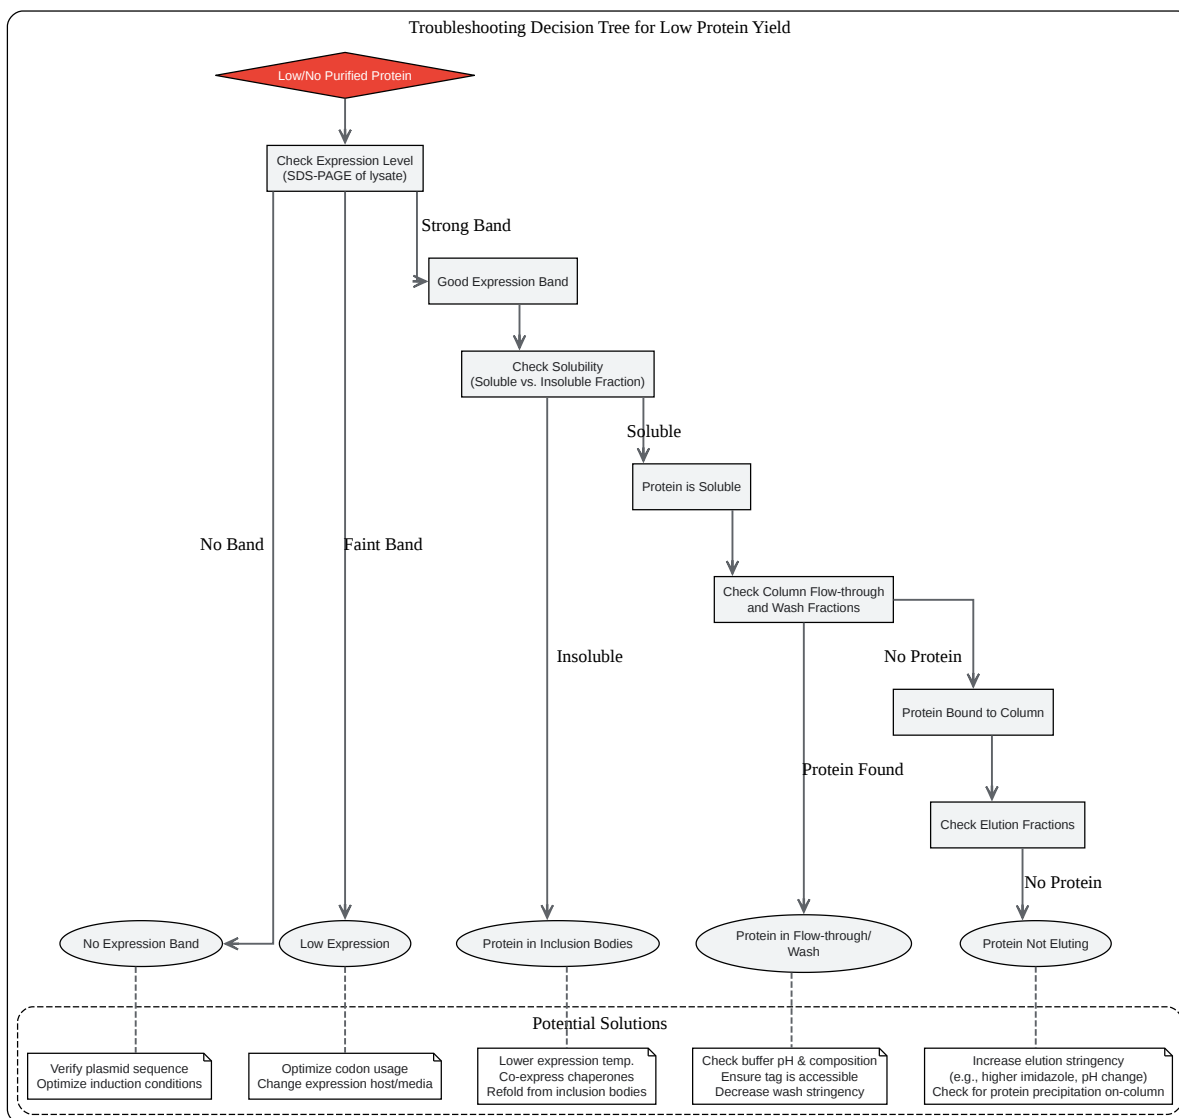 Troubleshooting Decision Tree for Low Protein Yield
Low/No Purified Protein
Check Expression Level
(SDS-PAGE of lysate)
Strong Band
Good Expression Band
Check Solubility
(Soluble vs. Insoluble Fraction)
Soluble
Protein is Soluble
No Band
Faint Band
Check Column Flow-through
and Wash Fractions
Insoluble
No Protein
Protein Bound to Column
Protein Found
Check Elution Fractions
No Protein
No Expression Band
Low Expression
Protein in Inclusion Bodies
Protein in Flow-through/
Wash
Protein Not Eluting
Potential Solutions
Verify plasmid sequence
Optimize induction conditions
Optimize codon usage
Change expression host/media
Lower expression temp.
Co-express chaperones
Refold from inclusion bodies
Check buffer pH & composition
Ensure tag is accessible
Decrease wash stringency
Increase elution stringency
(e.g., higher imidazole, pH change)
Check for protein precipitation on-column